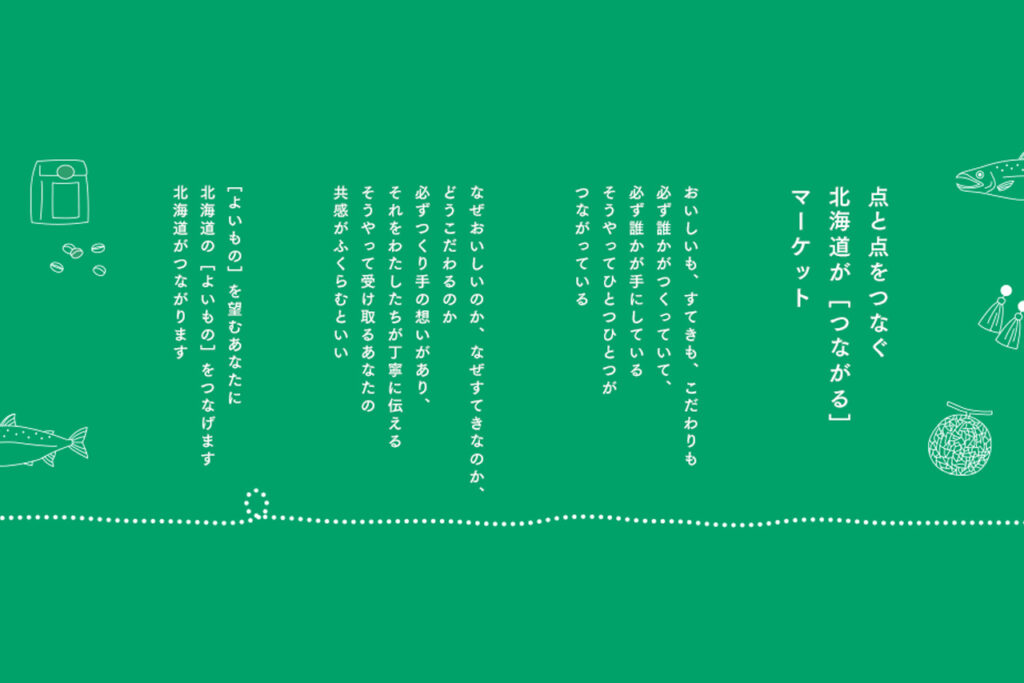 点と点をつなぐ
北海道が［つながる］
マーケット
おいしいも、すてきも、こだわりも
必ず誰かがつくっていて、
必ず誰かが手にしている
そうやってひとつひとつが
つながっている
なぜおいしいのか、なぜすてきなのか、
どうこだわるのか
必ずつくり手の想いがあり、
それをわたしたちが丁寧に伝える
そうやって受け取るあなたの
共感がふくらむといい
［よいもの］を望むあなたに
北海道の［よいもの］をつなげます
北海道がつながります